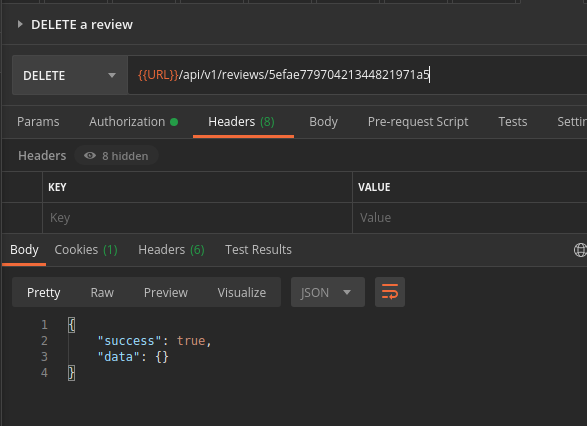 DELETE a review
DELETE {{URL}}/api/v1/reviews/5efae77970421344821971a5
Params Authorization Headers (8) Body Pre-request Script Tests Settin
Headers 8 hidden
KEY VALUE
Key Value
Body Cookies (1) Headers (6) Test Results
Pretty Raw Preview Visualize JSON
1 {
2 "success": true,
3 "data": {}
4 }